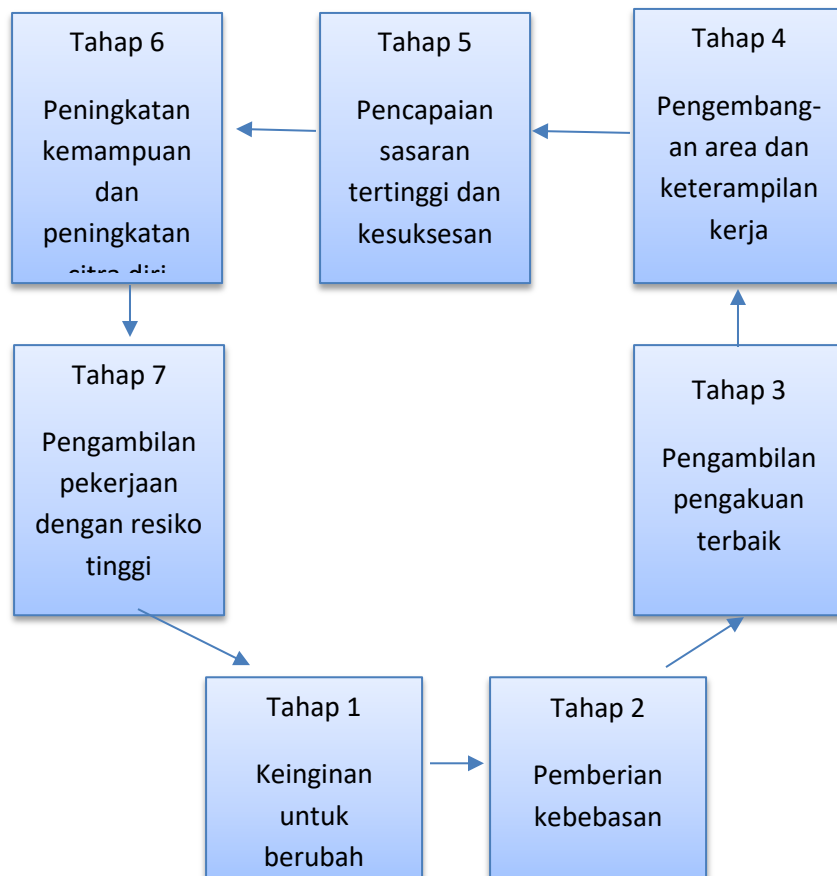 Tahap 6
Peningkatan
kemampuan
dan
peningkatan
citra diri
Tahap 5
Pencapaian
sasaran
tertinggi dan
kesuksesan
Tahap 4
Pengembang-
an area dan
keterampilan
kerja
Tahap 7
Pengambilan
pekerjaan
dengan resiko
tinggi
Tahap 3
Pengambilan
pengakuan
terbaik
Tahap 1
Keinginan
untuk
berubah
Tahap 2
Pemberian
kebebasan